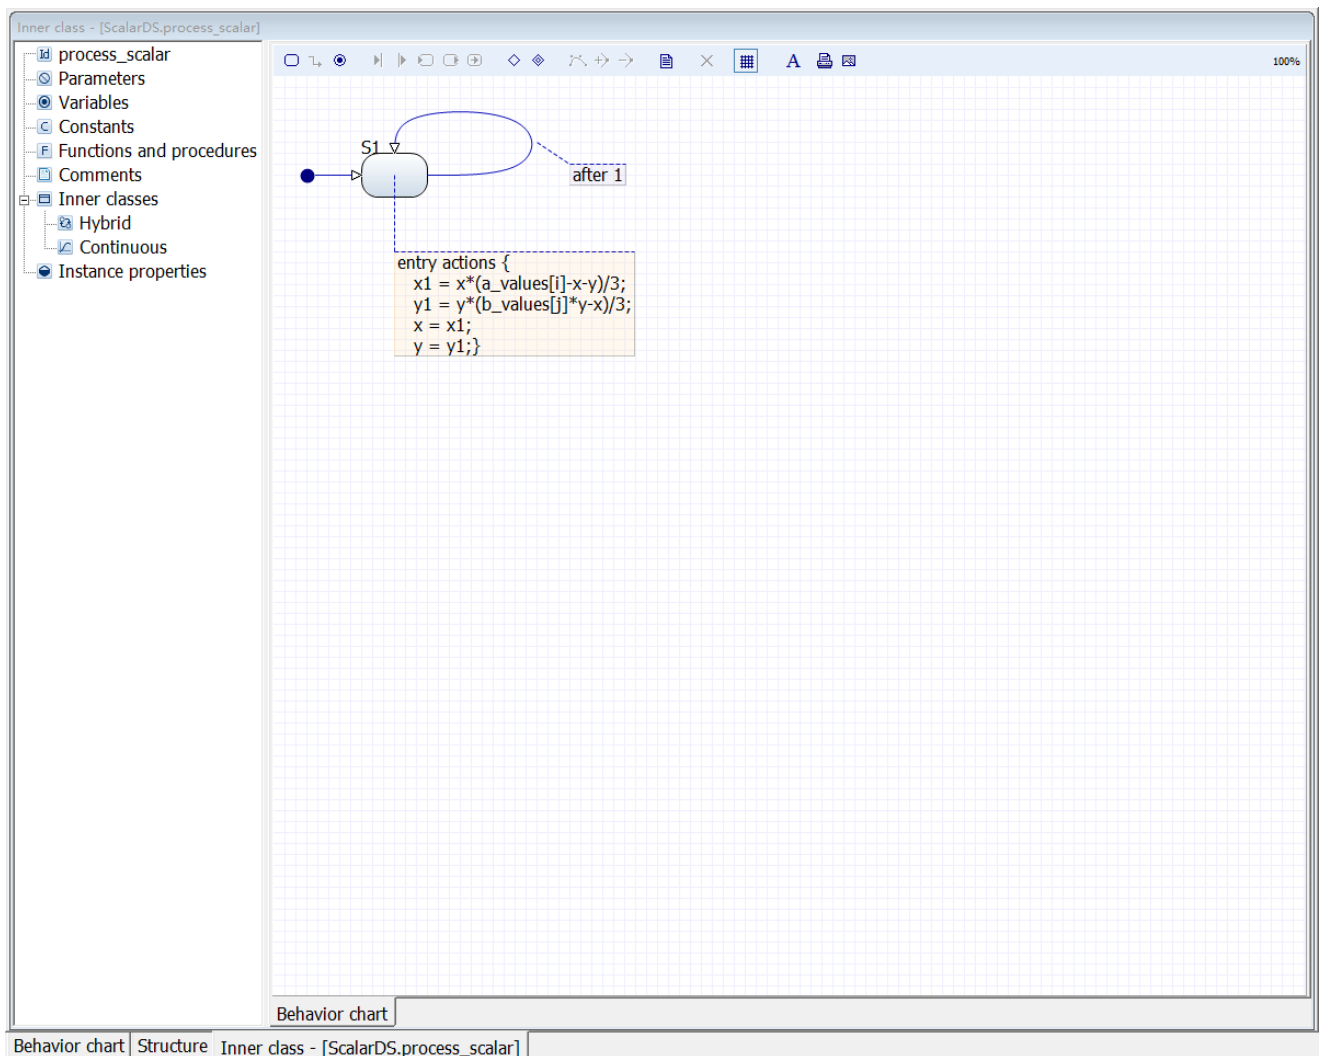 Inner class - [ScalarDS.process_scalar]
Id process_scalar
Parameters
Variables
C Constants
F Functions and procedures
Comments
Inner classes
Hybrid
Continuous
Instance properties
A
100%
S1
after 1
entry actions {
x1 = x*(a_values[i]-x-y)/3;
y1 = y*(b_values[j]*y-x)/3;
x = x1;
y = y1;}
Behavior chart
Behavior chart Structure Inner class - [ScalarDS.process_scalar]